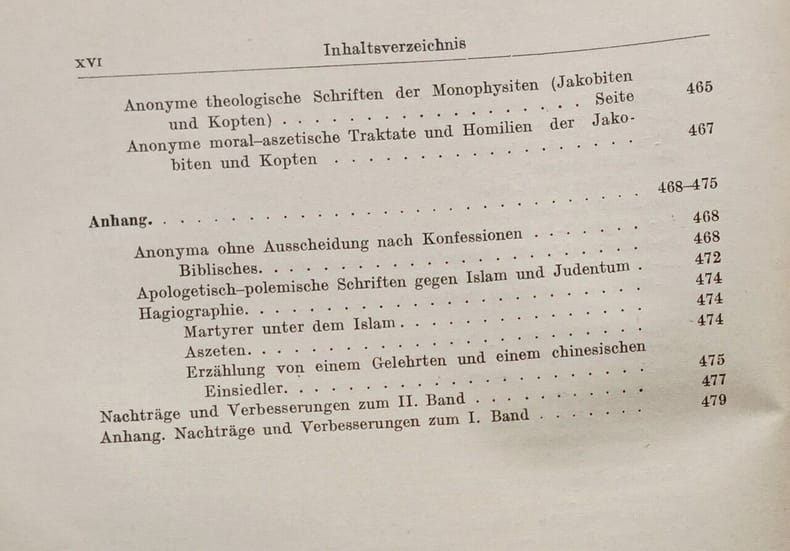 XVI Inhaltsverzeichnis
Anonyme theologische Schriften der Monophysiten (Jakobiten
und Kopten) . . . . . . . . . . . . . . . . . Seite 465
Anonyme moral–aszetische Traktate und Homilien der Jako-
biten und Kopten . . . . . . . . . . . . . . . . 467
Anhang. . . . . . . . . . . . . . . . . . . . . . . . 468–475
Anonyma ohne Ausscheidung nach Konfessionen . . . . . . 468
Biblisches. . . . . . . . . . . . . . . . . . . . 468
Apologetisch–polemische Schriften gegen Islam und Judentum . 472
Hagiographie. . . . . . . . . . . . . . . . . . . . 474
Martyrer unter dem Islam. . . . . . . . . . . . . 474
Aszeten. . . . . . . . . . . . . . . . . . . . 474
Erzählung von einem Gelehrten und einem chinesischen
Einsiedler. . . . . . . . . . . . . . . . . . 475
Nachträge und Verbesserungen zum II. Band . . . . . . . . . 477
Anhang. Nachträge und Verbesserungen zum I. Band . . . . . . 479